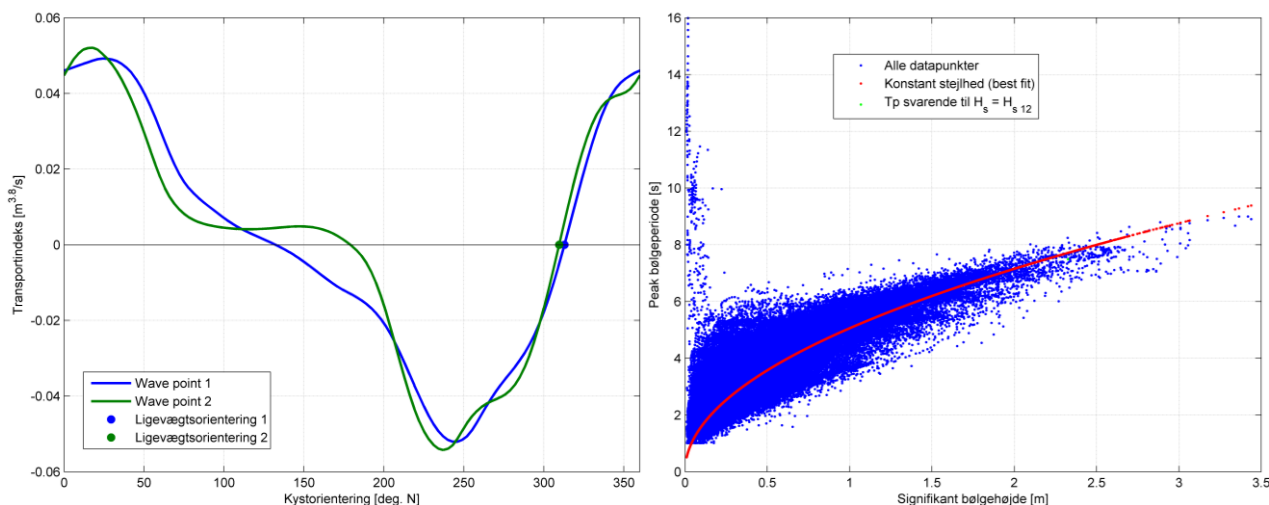 0.06
0.04
0.02
0
-0.02
-0.04
-0.06
Transportindeks [m^3.8/s]
0 50 100 150 200 250 300 350
Kystorientering [deg. N]
Wave point 1
Wave point 2
Ligevægtsorientering 1
Ligevægtsorientering 2
16
14
12
10
8
6
4
2
0
Peak bølgeperiode [s]
0 0.5 1 1.5 2 2.5 3 3.5
Signifikant bølgehøjde [m]
Alle datapunkter
Konstant stejlhed (best fit)
Tp svarende til H_s = H_s 12